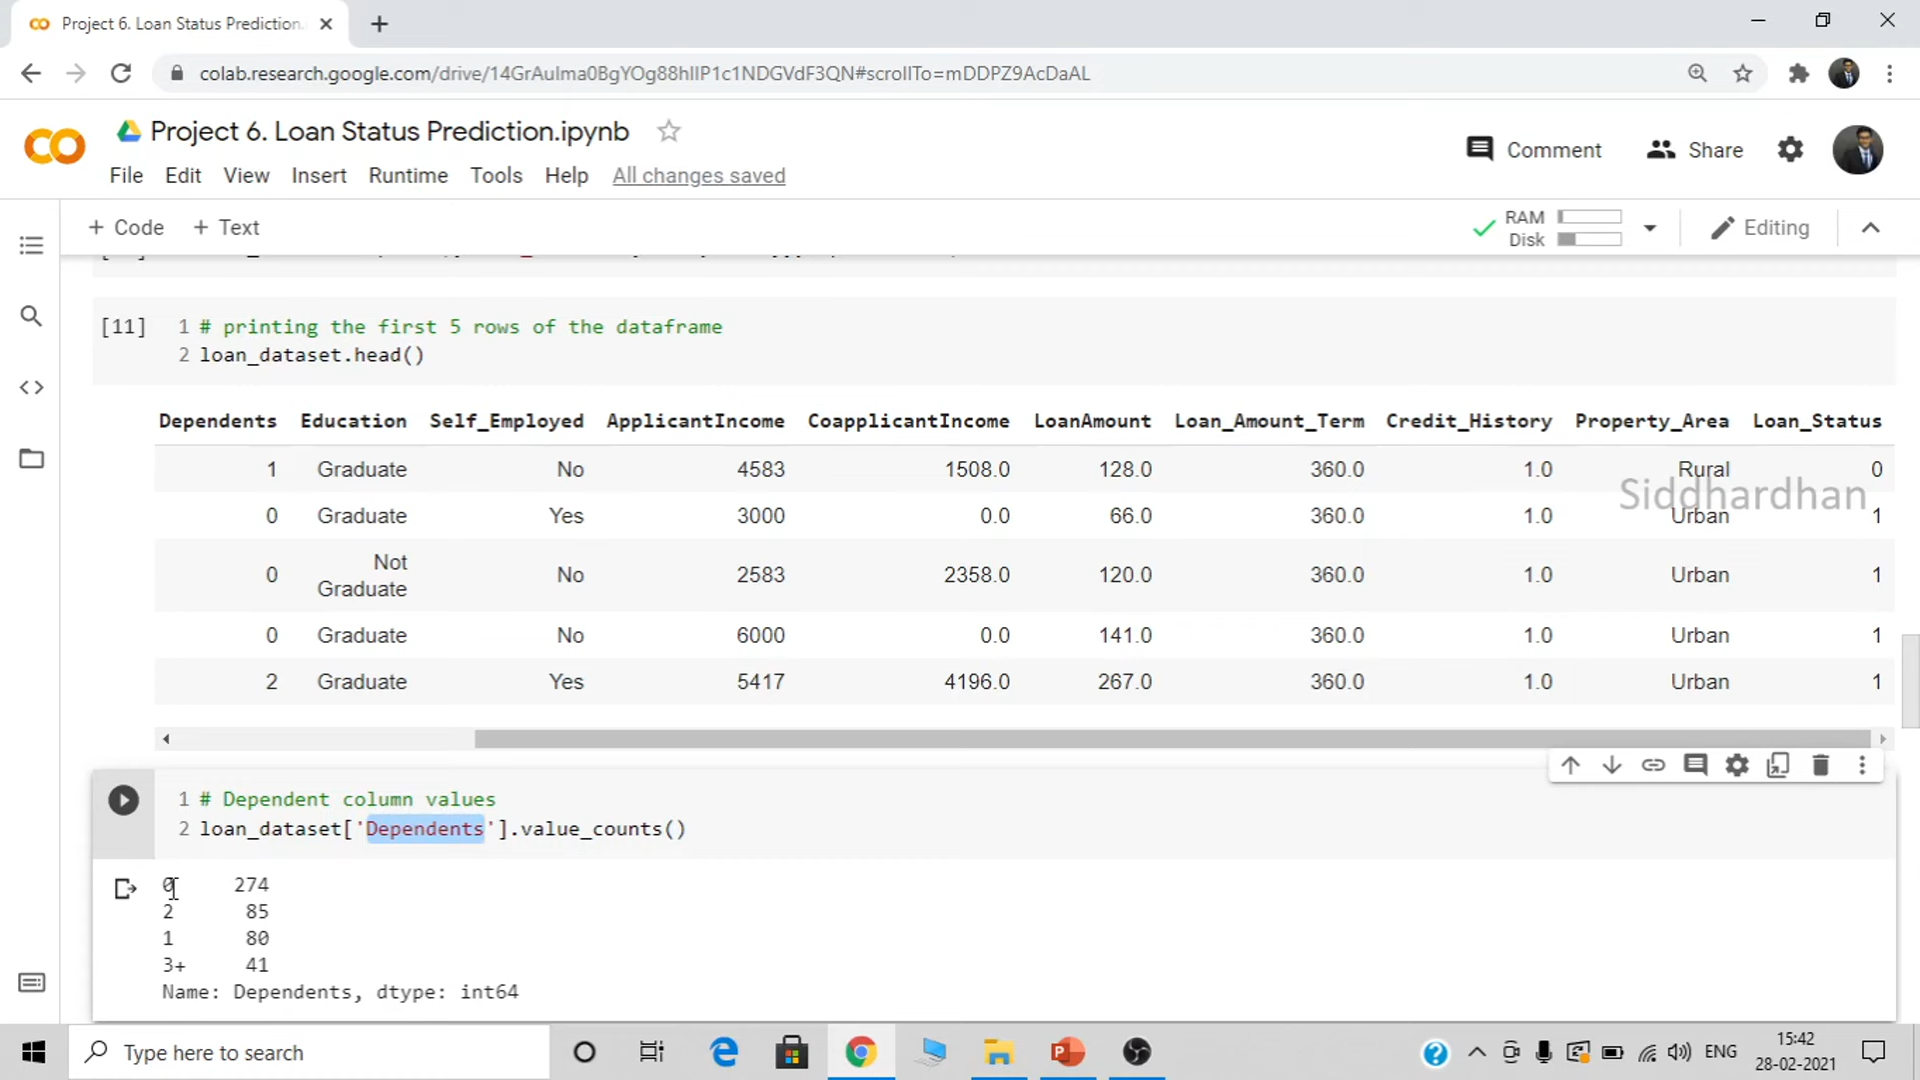 Project 6. Loan Status Prediction.
colab.research.google.com/drive/14GrAulma0BgYOg88hlIP1c1NDGVdF3QN#scrollTo=mDDPZ9AcDaAL
Project 6. Loan Status Prediction.ipynb
Comment Share
File Edit View Insert Runtime Tools Help All changes saved
+ Code + Text
RAM
Disk
Editing
[11] 1 # printing the first 5 rows of the dataframe
2 loan_dataset.head()
Dependents Education Self_Employed ApplicantIncome CoapplicantIncome LoanAmount Loan_Amount_Term Credit_History Property_Area Loan_Status
1 Graduate No 4583 1508.0 128.0 360.0 1.0 Rural 0
Siddhardhan
0 Graduate Yes 3000 0.0 66.0 360.0 1.0 Urban 1
0 Not Graduate No 2583 2358.0 120.0 360.0 1.0 Urban 1
0 Graduate No 6000 0.0 141.0 360.0 1.0 Urban 1
2 Graduate Yes 5417 4196.0 267.0 360.0 1.0 Urban 1
1 # Dependent column values
2 loan_dataset['Dependents'].value_counts()
0 274
2 85
1 80
3+ 41
Name: Dependents, dtype: int64
Type here to search
ENG
15:42
28-02-2021